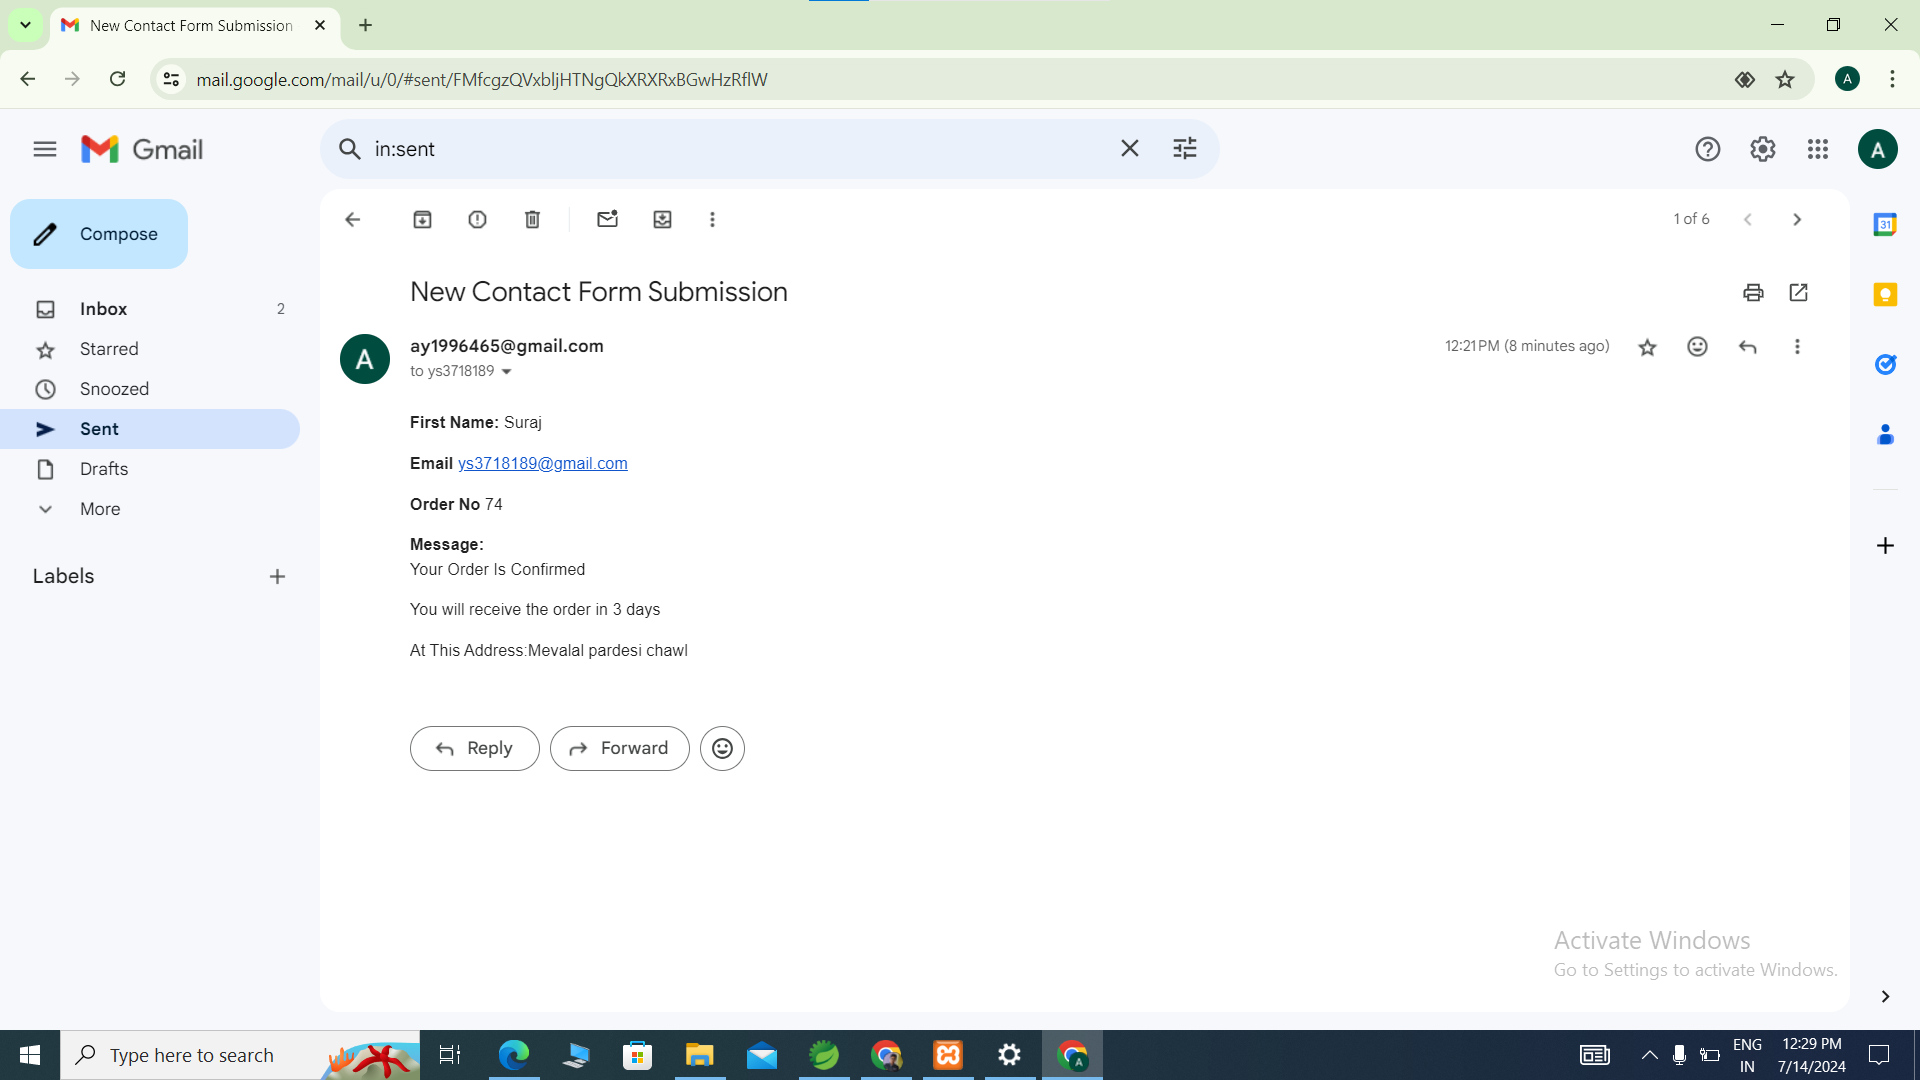 New Contact Form Submission
mail.google.com/mail/u/0/#sent/FMfcgzQVxbljHTNgQkXRXRxBGwHzRflW
A
Gmail
in:sent
A
Compose
1 of 6
31
New Contact Form Submission
Inbox 2
A
ay1996465@gmail.com
12:21 PM (8 minutes ago)
to ys3718189
Starred
Snoozed
Sent
Drafts
More
Labels
First Name: Suraj
Email ys3718189@gmail.com
Order No 74
Message:
Your Order Is Confirmed
You will receive the order in 3 days
At This Address:Mevalal pardesi chawl
Reply
Forward
Activate Windows
Go to Settings to activate Windows.
Type here to search
A
ENG
IN
12:29 PM
7/14/2024